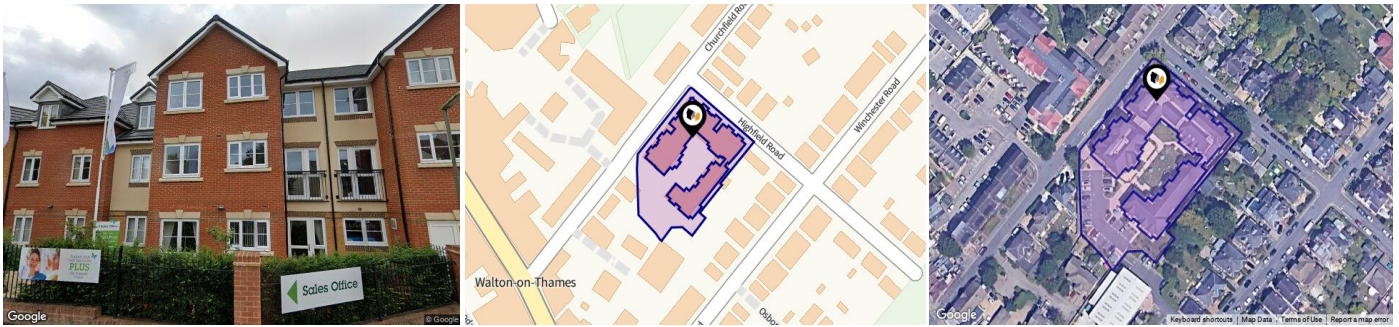 PLUS
Sales Office
Google
© Google
Churchfield Road
Highfield Road
Winchester Road
Walton-on-Thames
Osbo
Google
Keyboard shortcuts
Map Data
Terms of Use
Report a map error